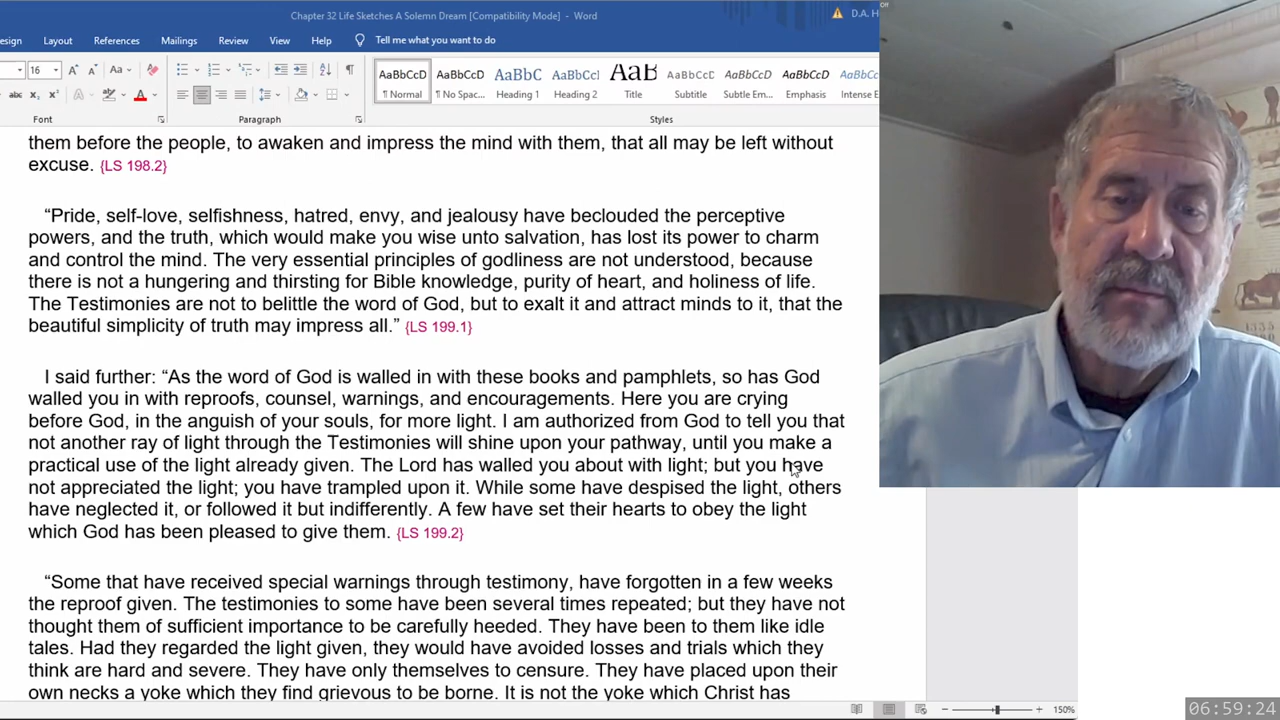 Chapter 32 Life Sketches A Solemn Dream [Compatibility Mode] - Word
D.A. H
Off
esign Layout References Mailings Review View Help Tell me what you want to do
16 Aa
AaBbCcD AaBbCcD AaBbC AaBbCcI AaB AaBbCcD AaBbCcD AaBbCcD AaBbCc
¶ Normal ¶ No Spac... Heading 1 Heading 2 Title Subtitle Subtle Em... Emphasis Intense E
Font Paragraph Styles
them before the people, to awaken and impress the mind with them, that all may be left without
excuse. {LS 198.2}
“Pride, self-love, selfishness, hatred, envy, and jealousy have beclouded the perceptive
powers, and the truth, which would make you wise unto salvation, has lost its power to charm
and control the mind. The very essential principles of godliness are not understood, because
there is not a hungering and thirsting for Bible knowledge, purity of heart, and holiness of life.
The Testimonies are not to belittle the word of God, but to exalt it and attract minds to it, that the
beautiful simplicity of truth may impress all.” {LS 199.1}
I said further: “As the word of God is walled in with these books and pamphlets, so has God
walled you in with reproofs, counsel, warnings, and encouragements. Here you are crying
before God, in the anguish of your souls, for more light. I am authorized from God to tell you that
not another ray of light through the Testimonies will shine upon your pathway, until you make a
practical use of the light already given. The Lord has walled you about with light; but you have
not appreciated the light; you have trampled upon it. While some have despised the light, others
have neglected it, or followed it but indifferently. A few have set their hearts to obey the light
which God has been pleased to give them. {LS 199.2}
“Some that have received special warnings through testimony, have forgotten in a few weeks
the reproof given. The testimonies to some have been several times repeated; but they have not
thought them of sufficient importance to be carefully heeded. They have been to them like idle
tales. Had they regarded the light given, they would have avoided losses and trials which they
think are hard and severe. They have only themselves to censure. They have placed upon their
own necks a yoke which they find grievous to be borne. It is not the yoke which Christ has
150%
06:59:24